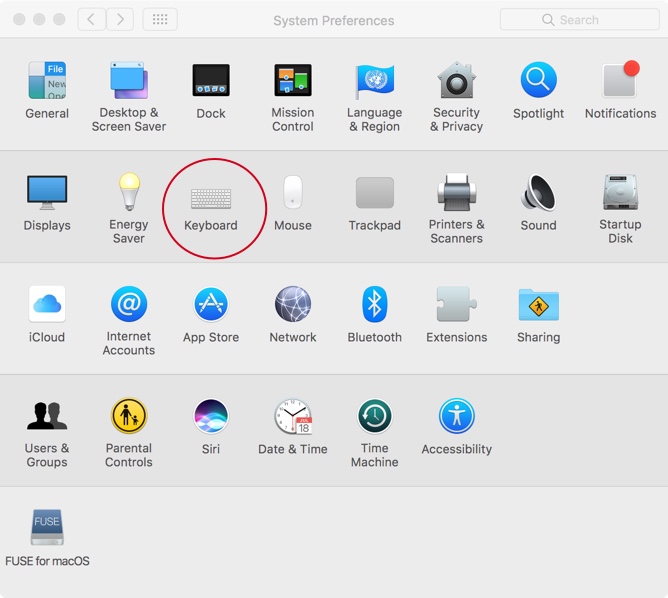 System Preferences
Search
File
New
Ope
General
Desktop &
Screen Saver
Dock
Mission
Control
Language
& Region
Security
& Privacy
Spotlight
Notifications
Displays
Energy
Saver
Keyboard
Mouse
Trackpad
Printers &
Scanners
Sound
Startup
Disk
iCloud
@
Internet
Accounts
App Store
Network
Bluetooth
Extensions
Sharing
Users &
Groups
Parental
Controls
Siri
18
Date & Time
Time
Machine
Accessibility
FUSE
FUSE for macOS